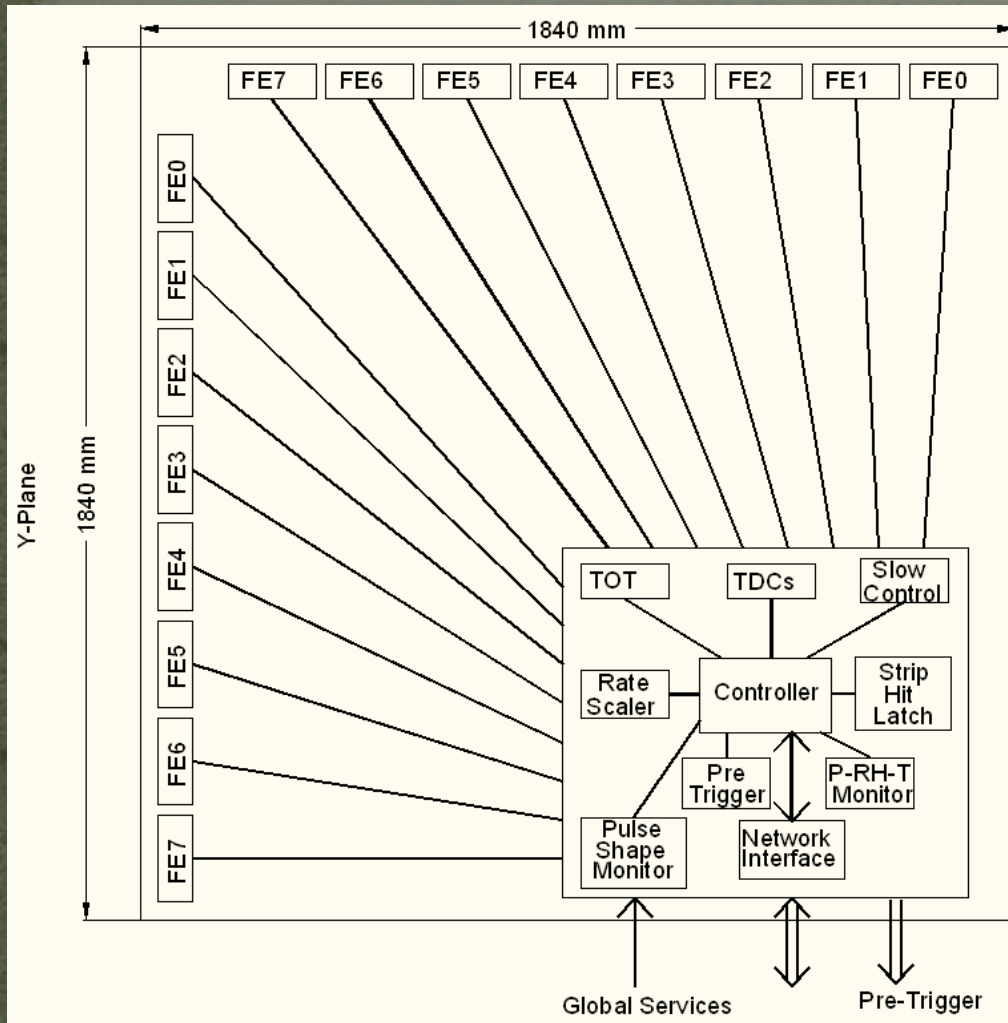 1840 mm
FE7
FE6
FE5
FE4
FE3
FE2
FE1
FE0
FE0
FE1
FE2
FE3
FE4
FE5
FE6
FE7
Y-Plane
1840 mm
TOT
TDCs
Slow
Control
Rate
Scaler
Controller
Strip
Hit
Latch
Pre
Trigger
P-RH-T
Monitor
Pulse
Shape
Monitor
Network
Interface
Global Services
Pre-Trigger